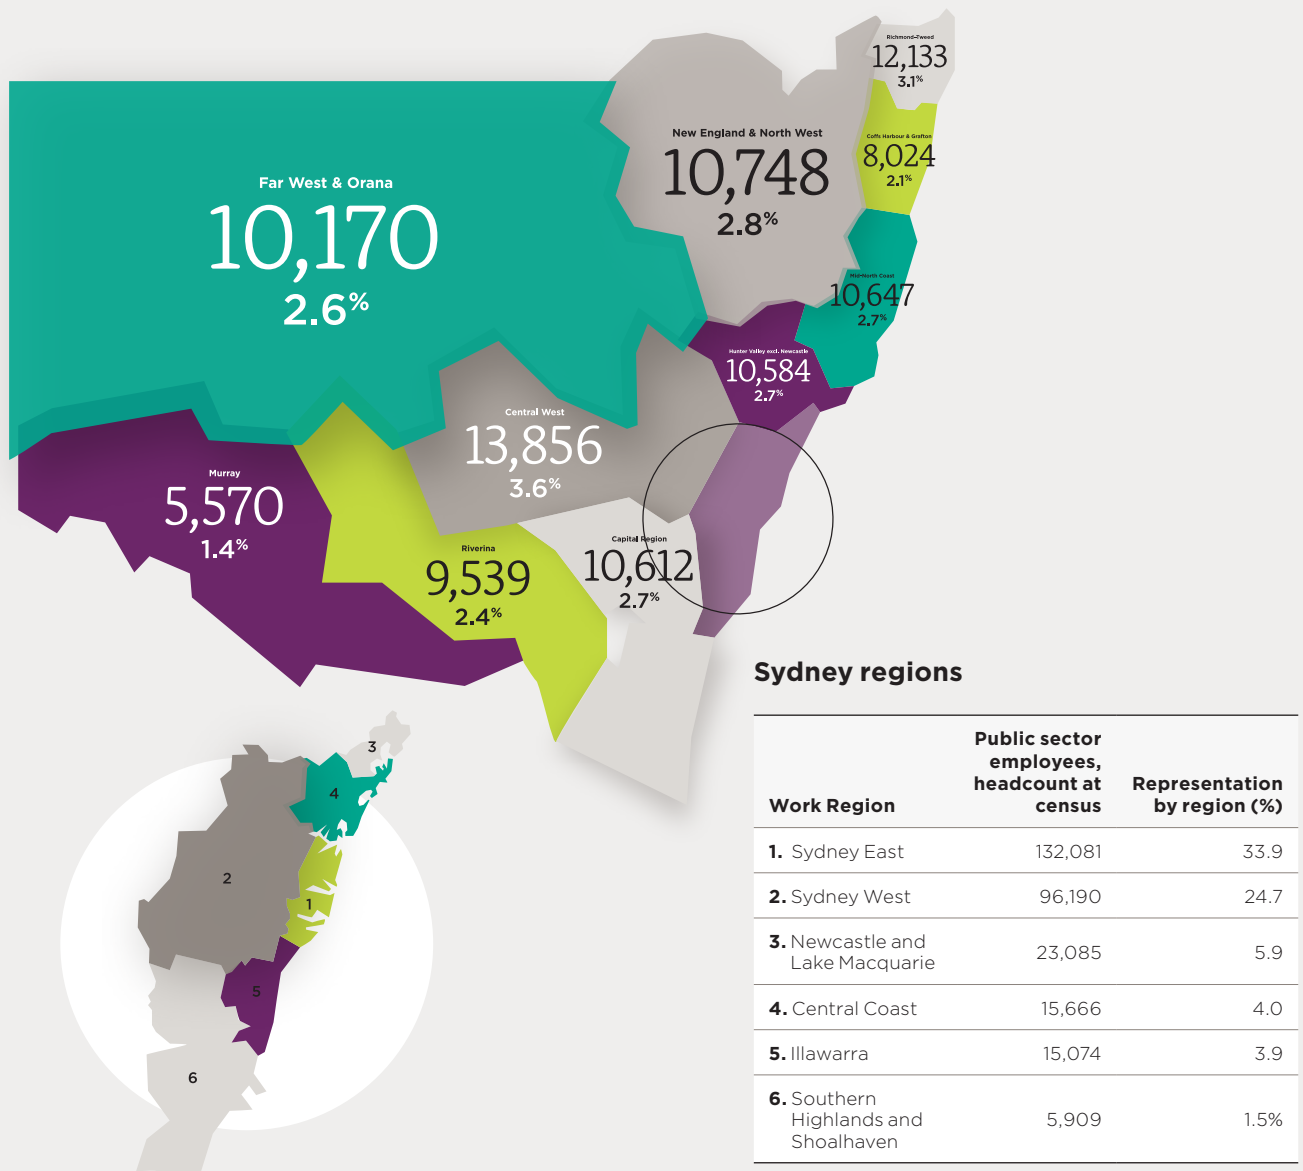 Richmond-Tweed
12,133
3.1%
Coffs Harbour & Grafton
8,024
2.1%
New England & North West
10,748
2.8%
Far West & Orana
10,170
2.6%
Mid-North Coast
10,647
2.7%
Hunter Valley excl. Newcastle
10,584
2.7%
Central West
13,856
3.6%
Murray
5,570
1.4%
Riverina
9,539
2.4%
Capital Region
10,612
2.7%
3
4
2
1
5
6
Sydney regions
Work Region
Public sector
employees,
headcount at
census
Representation
by region (%)
1. Sydney East 132,081 33.9
2. Sydney West 96,190 24.7
3. Newcastle and
Lake Macquarie 23,085 5.9
4. Central Coast 15,666 4.0
5. Illawarra 15,074 3.9
6. Southern
Highlands and 5,909 1.5%
Shoalhaven